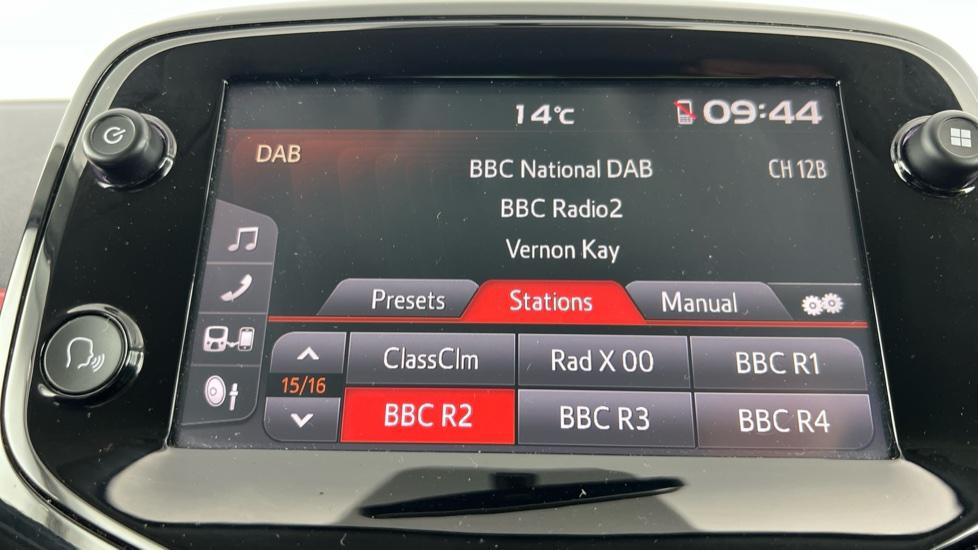 14°C 09:44
DAB
BBC National DAB CH 12B
BBC Radio2
Vernon Kay
Presets Stations Manual
ClassClm Rad X 00 BBC R1
15/16
BBC R2 BBC R3 BBC R4